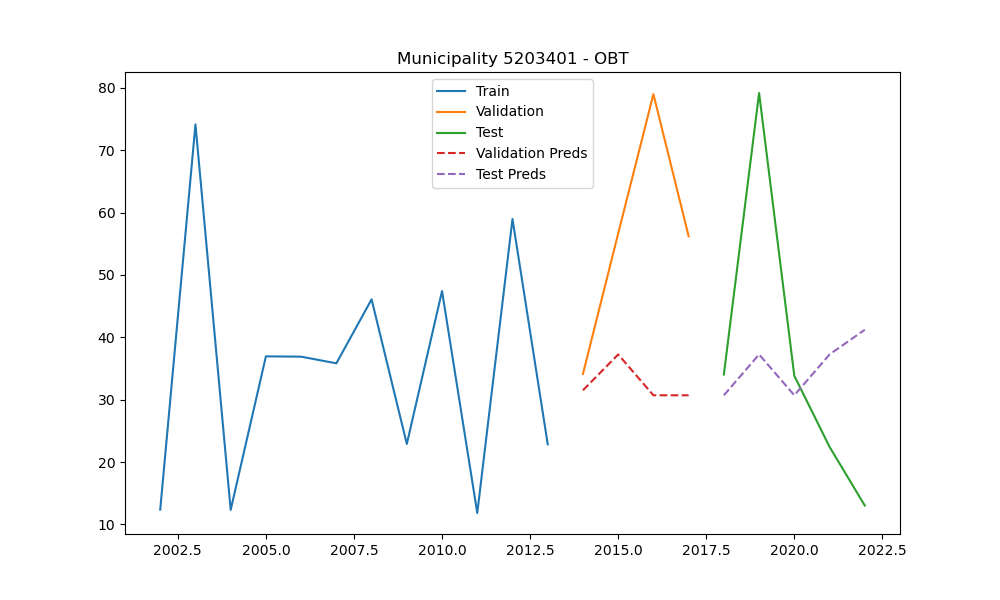 Municipality 5203401 - OBT
Train
Validation
Test
Validation Preds
Test Preds
80
70
60
50
40
30
20
10
2002.5 2005.0 2007.5 2010.0 2012.5 2015.0 2017.5 2020.0 2022.5